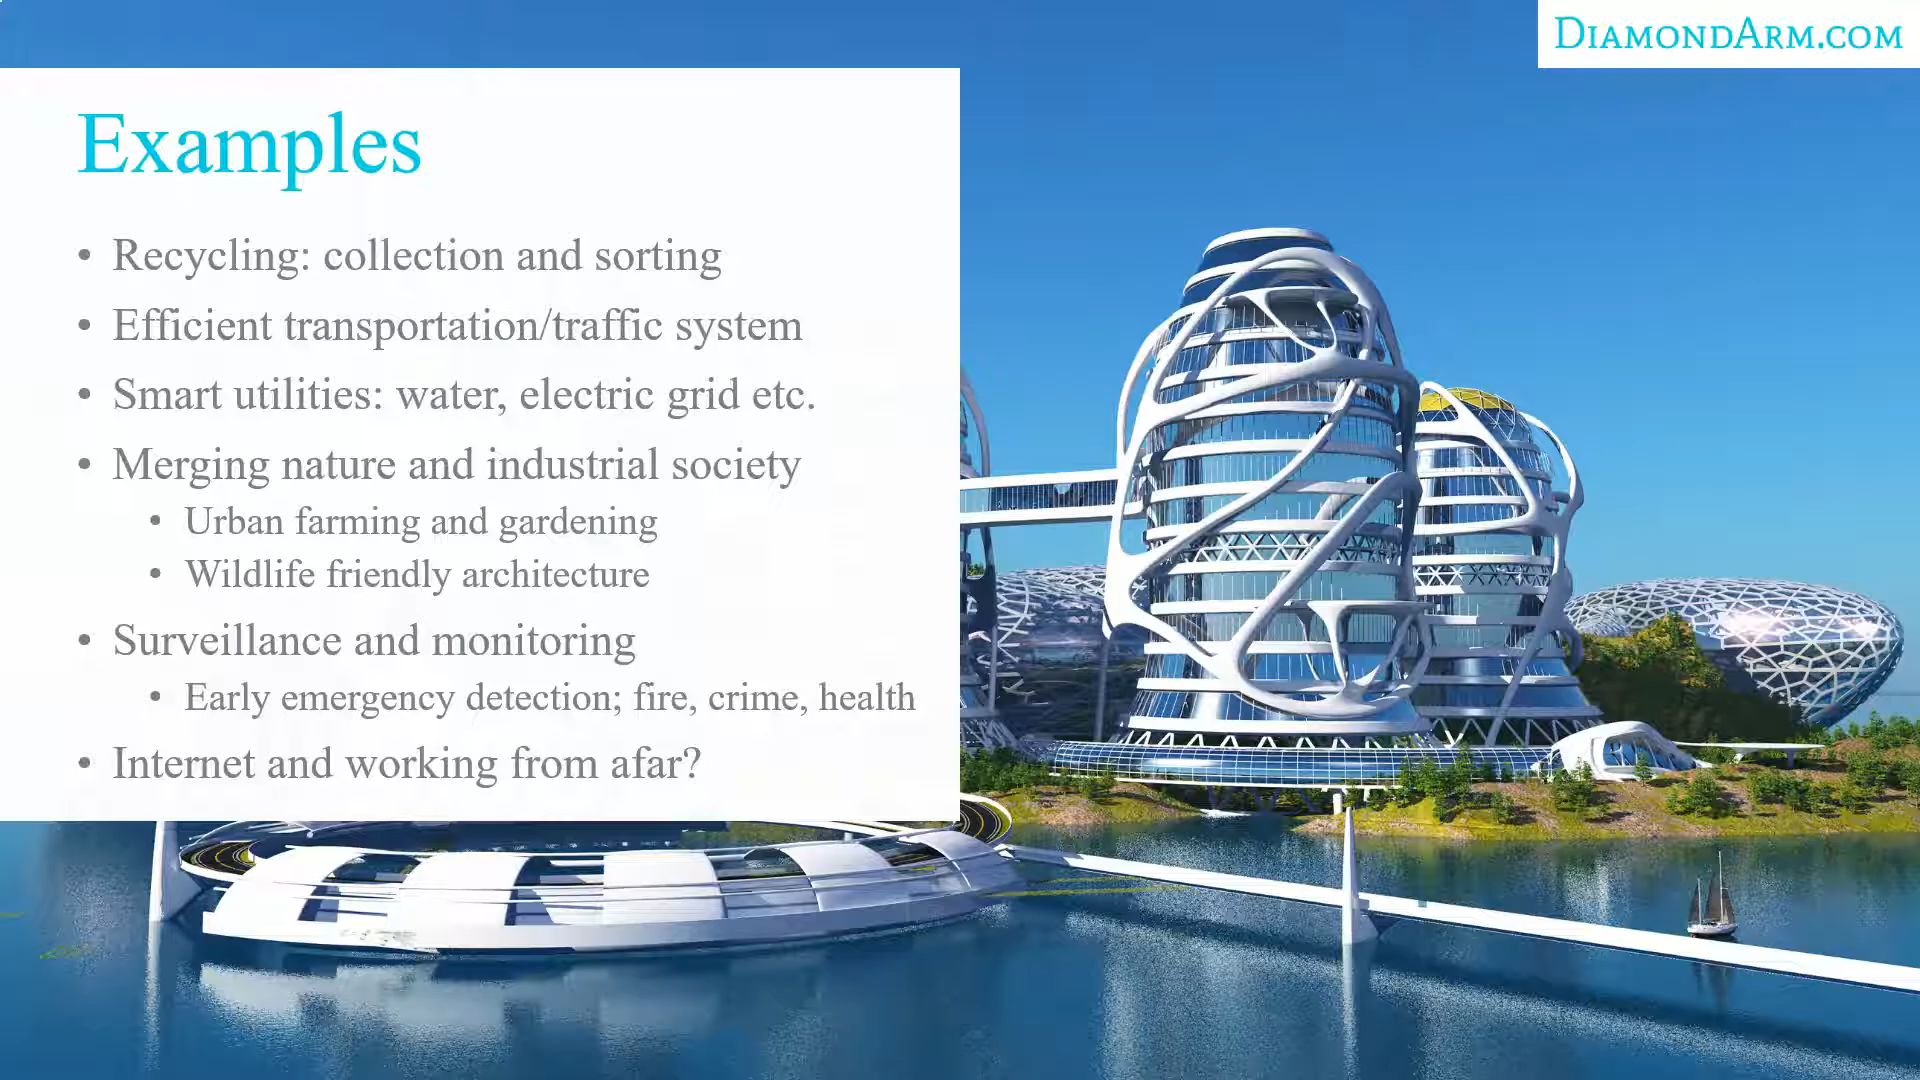 DiamondArm.com
Examples
• Recycling: collection and sorting
• Efficient transportation/traffic system
• Smart utilities: water, electric grid etc.
• Merging nature and industrial society
• Urban farming and gardening
• Wildlife friendly architecture
• Surveillance and monitoring
• Early emergency detection; fire, crime, health
• Internet and working from afar?